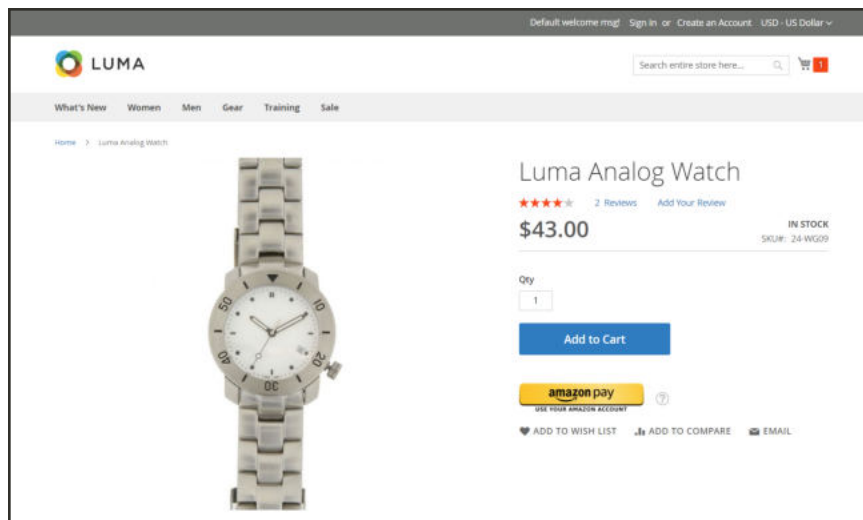 Default welcome msg! Sign In or Create an Account USD - US Dollar
LUMA
Search entire store here...
1
What's New Women Men Gear Training Sale
Home > Luma Analog Watch
Luma Analog Watch
2 Reviews Add Your Review
$43.00
IN STOCK
SKU#: 24-WG09
Qty
1
Add to Cart
amazon pay
?
USE YOUR AMAZON ACCOUNT
ADD TO WISH LIST ADD TO COMPARE EMAIL
50
10
40
20
30